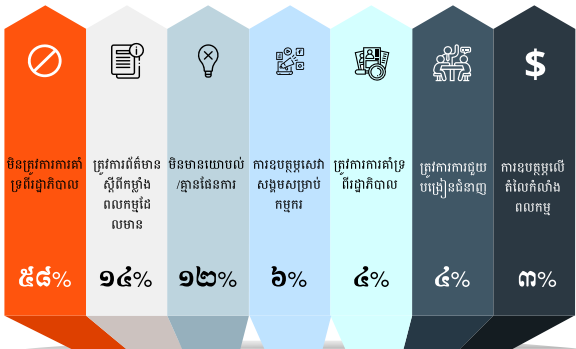 $
មិនត្រូវការការគាំ
ទ្រពីរដ្ឋាភិបាល
៥៨%
ត្រូវការព័ត៌មាន
ស្តីពីកម្លាំង
ពលកម្មដែ
លមាន
១៤%
មិនមានយោបល់
/គ្មានផែនការ
១២%
ការឧបត្ថម្ភសេវា
សង្គមសម្រាប់
កម្មករ
៦%
ត្រូវការការគាំទ្រ
ពីរដ្ឋាភិបាល
៤%
ត្រូវការការជួយ
បង្រៀនជំនាញ
៤%
ការឧបត្ថម្ភលើ
តំលៃកំលាំង
ពលកម្ម
៣%